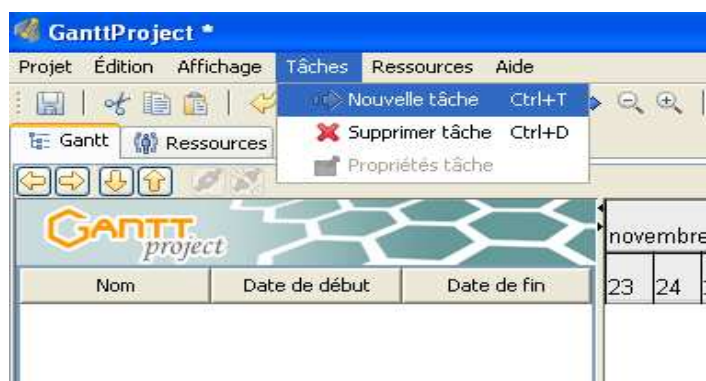 GanttProject *
Projet Édition Affichage Tâches Ressources Aide
Nouvelle tâche Ctrl+T
Supprimer tâche Ctrl+D
Propriétés tâche
Gantt Ressources
GANTT project
novembre
Nom Date de début Date de fin
23 24